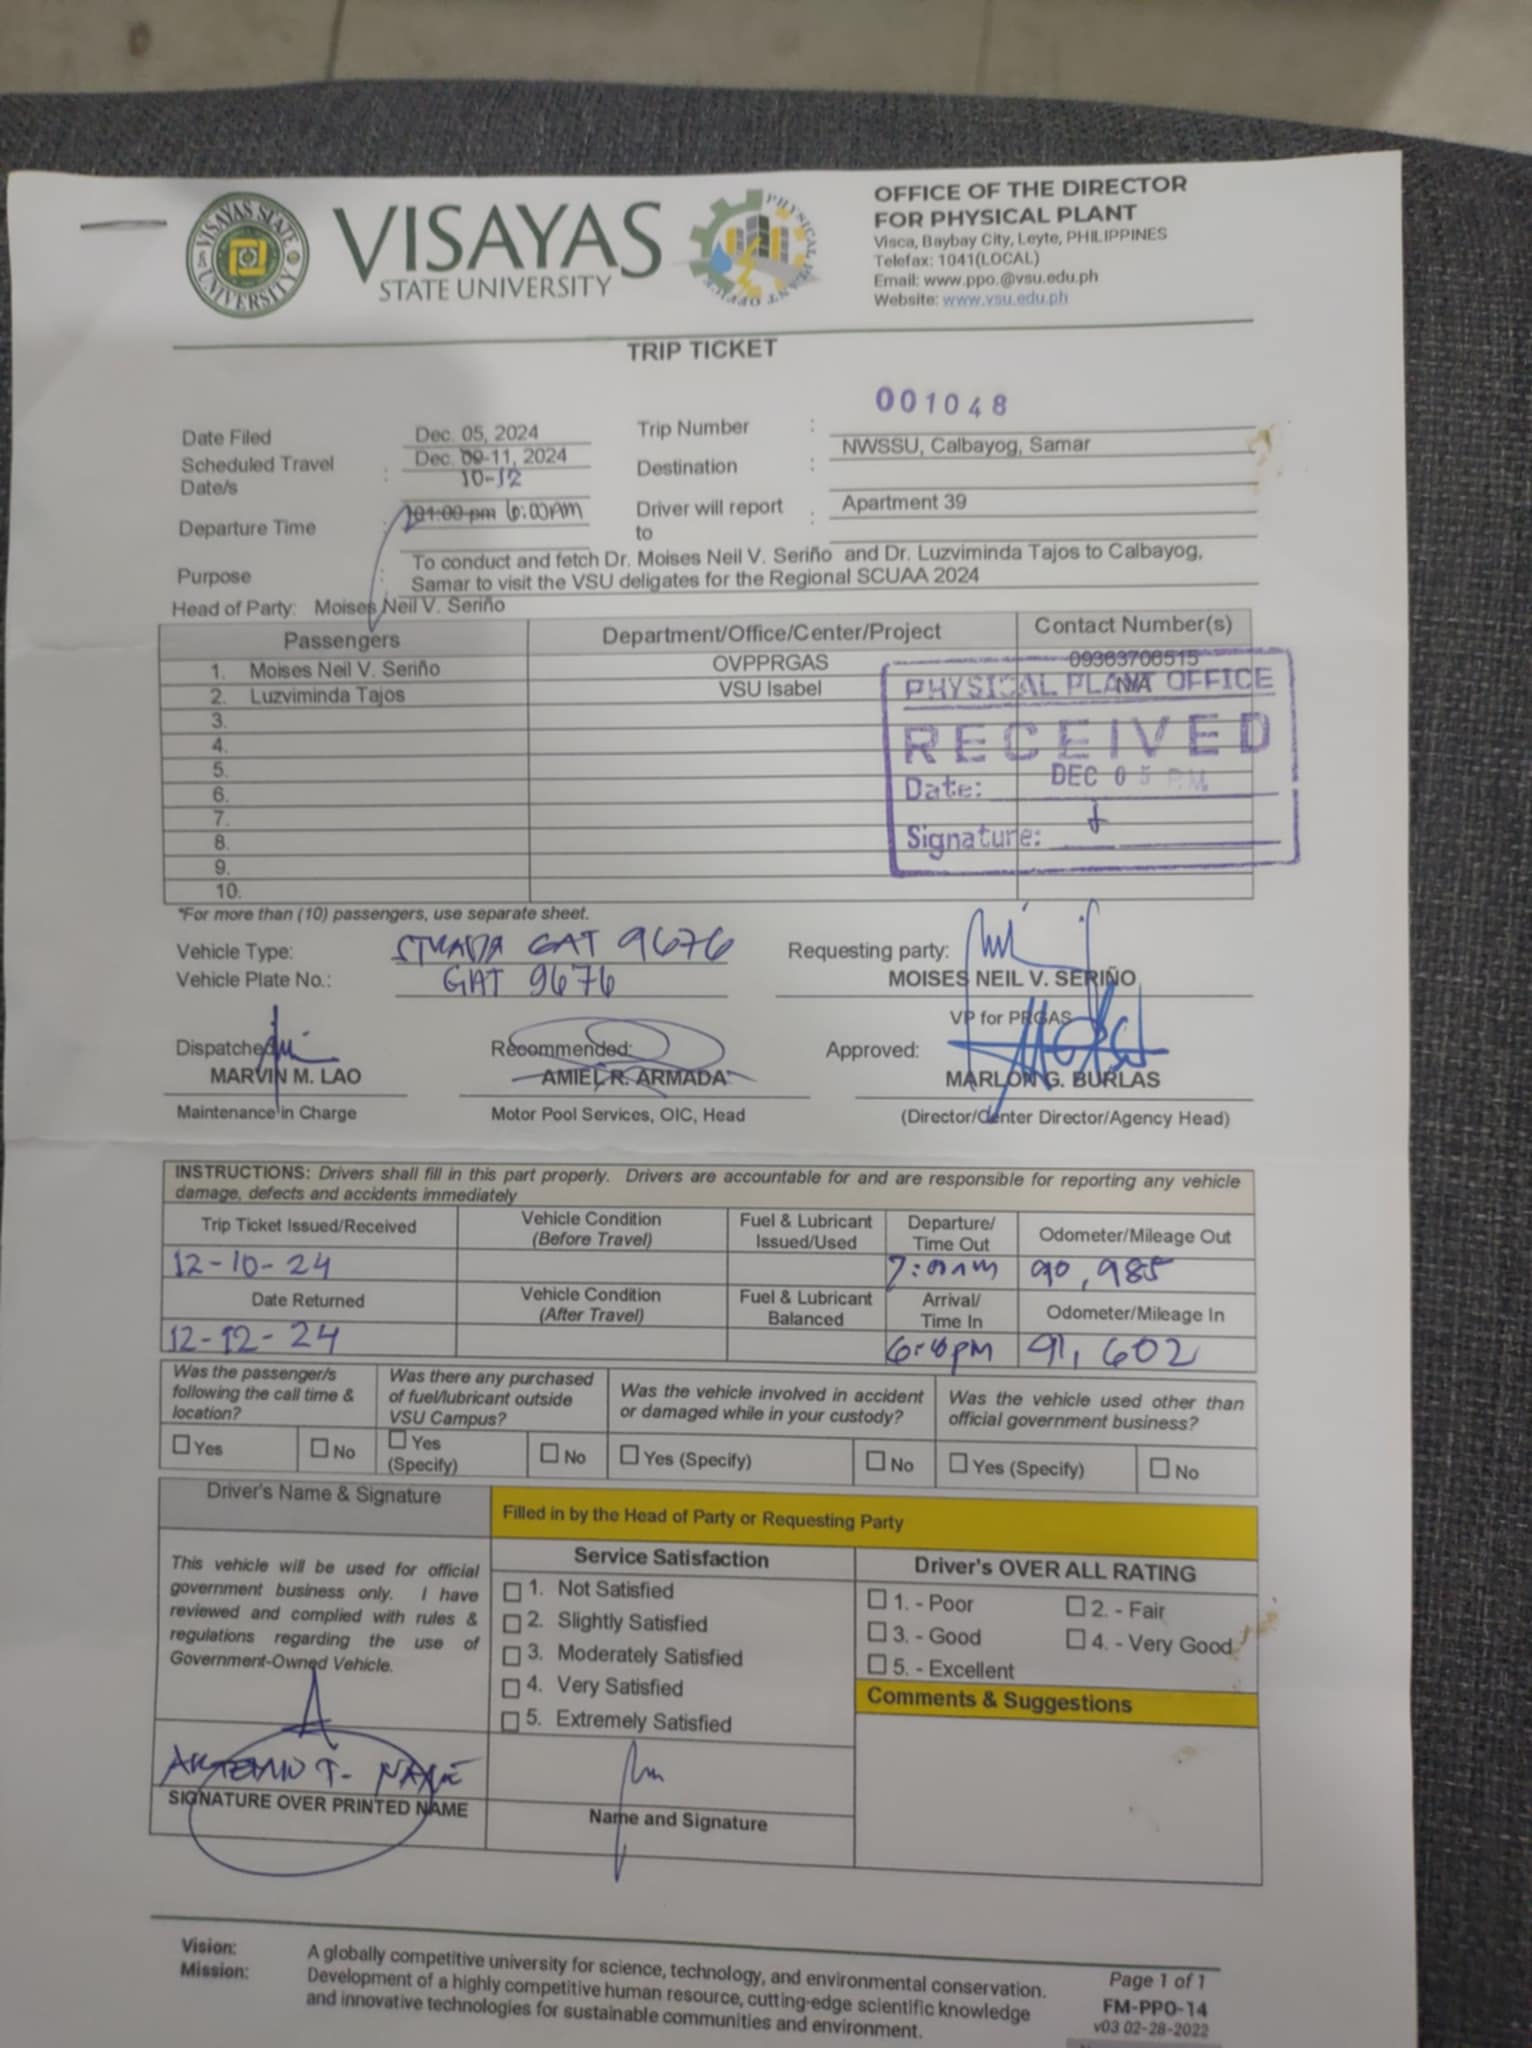 VISAYAS STATE UNIVERSITY
VISAYAS
STATE UNIVERSITY
PHYSICAL PLANT OFFICE
OFFICE OF THE DIRECTOR
FOR PHYSICAL PLANT
Visca, Baybay City, Leyte, PHILIPPINES
Telefax: 1041(LOCAL)
Email: www.ppo.@vsu.edu.ph
Website: www.vsu.edu.ph
TRIP TICKET
001048
Date Filed Dec. 05, 2024 Trip Number :
Scheduled Travel Date/s : Dec. 09-11, 2024 10-12 Destination : NWSSU, Calbayog, Samar
Departure Time : 01:00 pm 6:00AM Driver will report to : Apartment 39
Purpose : To conduct and fetch Dr. Moises Neil V. Seriño and Dr. Luzviminda Tajos to Calbayog,
Samar to visit the VSU deligates for the Regional SCUAA 2024
Head of Party: Moises Neil V. Seriño
Passengers Department/Office/Center/Project Contact Number(s)
1. Moises Neil V. Seriño OVPPRGAS 09363706515
2. Luzviminda Tajos VSU Isabel N/A
3.
4.
5.
6.
7.
8.
9.
10.
PHYSICAL PLANT OFFICE
RECEIVED
Date: DEC 05 P.M.
Signature:
*For more than (10) passengers, use separate sheet.
Vehicle Type: STRADA GAT 9676 Requesting party:
Vehicle Plate No.: GAT 9676 MOISES NEIL V. SERIÑO
VP for PRGAS
Dispatched Recommended: Approved:
MARVIN M. LAO AMIEL R. ARMADA MARLON G. BURLAS
Maintenance in Charge Motor Pool Services, OIC, Head (Director/Center Director/Agency Head)
INSTRUCTIONS: Drivers shall fill in this part properly. Drivers are accountable for and are responsible for reporting any vehicle
damage, defects and accidents immediately
Trip Ticket Issued/Received Vehicle Condition (Before Travel) Fuel & Lubricant Issued/Used Departure/ Time Out Odometer/Mileage Out
12-10-24 7:00AM 90,985
Date Returned Vehicle Condition (After Travel) Fuel & Lubricant Balanced Arrival/ Time In Odometer/Mileage In
12-12-24 pm 91,602
Was the passenger/s following the call time & location? Was there any purchased of fuel/lubricant outside VSU Campus? Was the vehicle involved in accident or damaged while in your custody? Was the vehicle used other than official government business?
Yes No Yes (Specify) No Yes (Specify) No Yes (Specify) No
Driver's Name & Signature Filled in by the Head of Party or Requesting Party
This vehicle will be used for official
government business only. I have
reviewed and complied with rules &
regulations regarding the use of
Government-Owned Vehicle.
Service Satisfaction
1. Not Satisfied
2. Slightly Satisfied
3. Moderately Satisfied
4. Very Satisfied
5. Extremely Satisfied
Driver's OVER ALL RATING
1. - Poor 2. - Fair
3. - Good 4. - Very Good
5. - Excellent
Comments & Suggestions
SIGNATURE OVER PRINTED NAME
Name and Signature
Vision: A globally competitive university for science, technology, and environmental conservation.
Mission: Development of a highly competitive human resource, cutting-edge scientific knowledge
and innovative technologies for sustainable communities and environment.
Page 1 of 1
FM-PPO-14
v03 02-28-2022